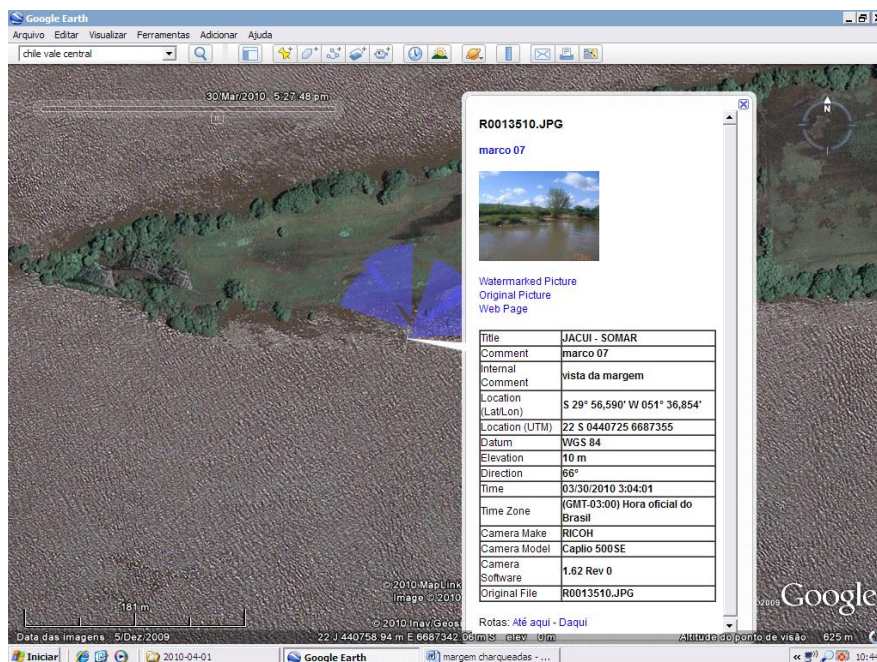 Google Earth
Arquivo Editar Visualizar Ferramentas Adicionar Ajuda
chile vale central
30/Mar/2010, 5:27:48 pm
N
R0013510.JPG
marco 07
Watermarked Picture
Original Picture
Web Page
Title JACUI - SOMAR
Comment marco 07
Internal
Comment vista da margem
Location
(Lat/Lon) S 29° 56,590' W 051° 36,854'
Location (UTM) 22 S 0440725 6687355
Datum WGS 84
Elevation 10 m
Direction 66°
Time 03/30/2010 3:04:01
Time Zone (GMT-03:00) Hora oficial do
Brasil
Camera Make RICOH
Camera Model Caplio 500SE
Camera
Software 1.62 Rev 0
Original File R0013510.JPG
Rotas: Até aqui - Daqui
© 2010 MapLink
Image © 2010
© 2010 Inav/Geos
©2009 Google
181 m
Data das imagens 5/Dez/2009
22 J 440758.94 m E 6687342.06 m S elev 0 m
Altitude do ponto de visão 625 m
Iniciar
2010-04-01
Google Earth
margem charqueadas - ...
10:44